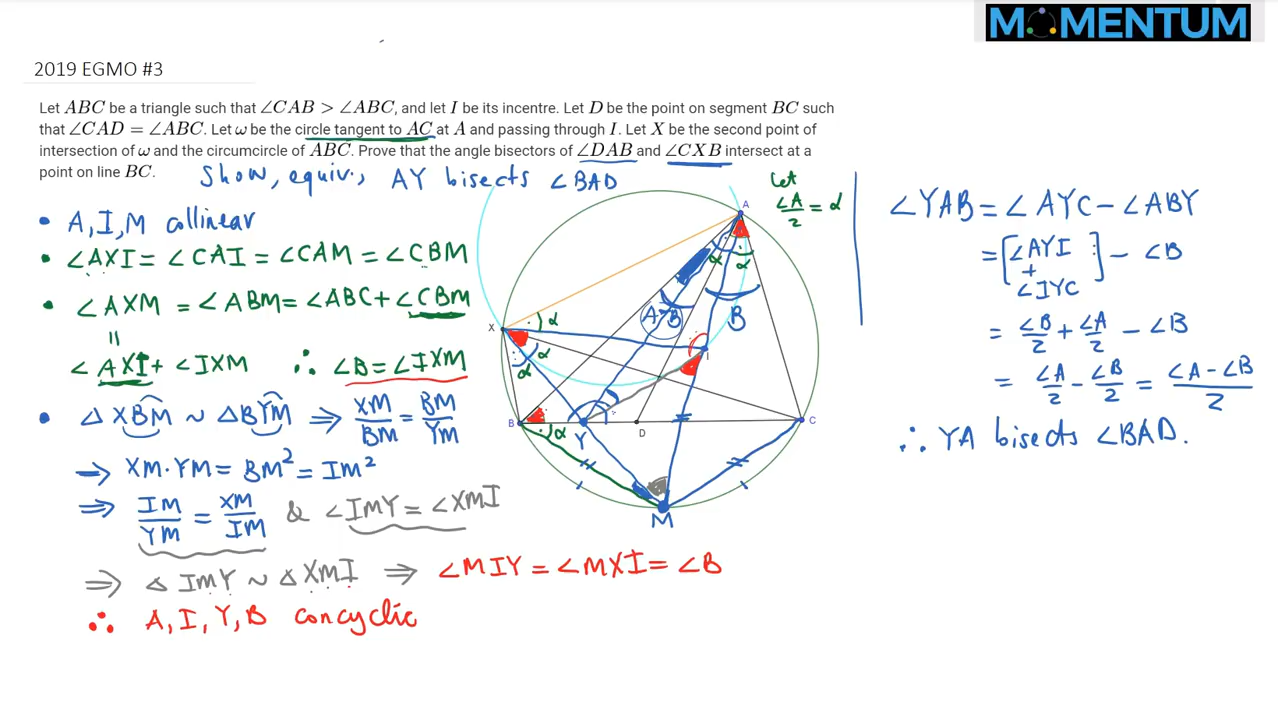 MOMENTUM
2019 EGMO #3
Let ABC be a triangle such that ∠CAB > ∠ABC, and let I be its incentre. Let D be the point on segment BC such
that ∠CAD = ∠ABC. Let ω be the circle tangent to AC at A and passing through I. Let X be the second point of
intersection of ω and the circumcircle of ABC. Prove that the angle bisectors of ∠DAB and ∠CXB intersect at a
point on line BC.
Show, equiv., AY bisects ∠BAD
• A, I, M collinear
• ∠AXI = ∠CAI = ∠CAM = ∠CBM
• ∠AXM = ∠ABM = ∠ABC + ∠CBM
=
∠AXI + ∠IXM ∴ ∠B = ∠IXM
• △XBM ~ △BYM ⇒ XM/BM = BM/YM
→ XM·YM = BM² = IM²
⇒ IM/YM = XM/IM & ∠IMY = ∠XMI
⇒ △IMY ~ △XMI ⇒ ∠MIY = ∠MXI = ∠B
∴ A, I, Y, B concyclic
Let
∠A/2 = α
A
α
α
A-B
B
X
α
α
α
I
B
α
Y
D
C
M
∠YAB = ∠AYC − ∠ABY
= [∠AYI + ∠IYC] − ∠B
= ∠B/2 + ∠A/2 − ∠B
= ∠A/2 − ∠B/2 = ∠A − ∠B/2
∴ YA bisects ∠BAD.